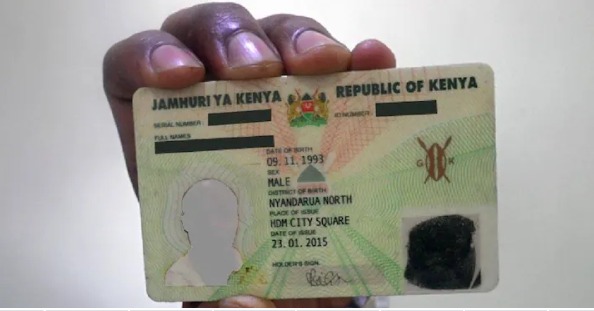 JAMHURI YA KENYA REPUBLIC OF KENYA
SERIAL NUMBER: ID NUMBER:
FULL NAMES
DATE OF BIRTH
09. 11. 1993
SEX
MALE
DISTRICT OF BIRTH
NYANDARUA NORTH
PLACE OF ISSUE
HDM CITY SQUARE
DATE OF ISSUE
23. 01. 2015
HOLDER'S SIGN.
G K